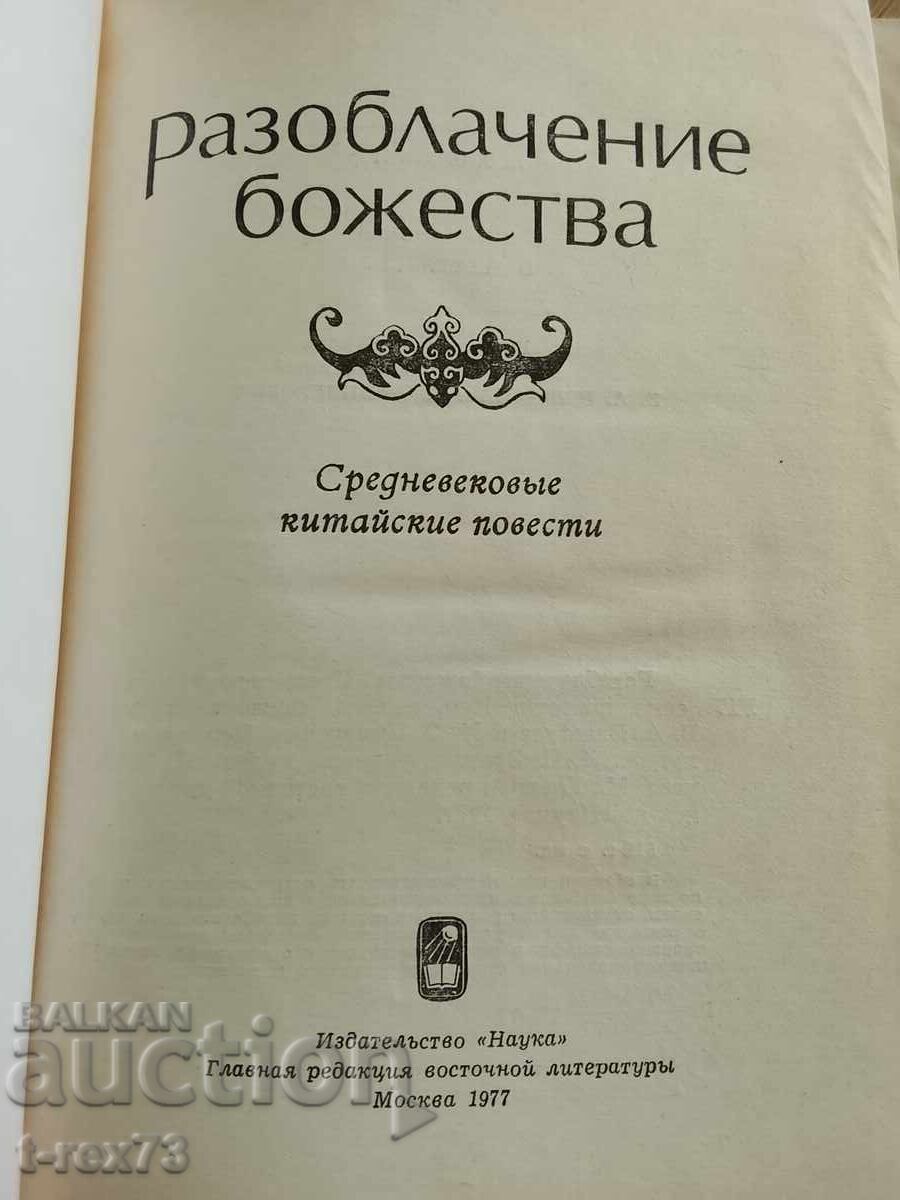 Разоблачение
божества
Средневековые
китайские повести
Издательство «Наука»
Главная редакция восточной литературы
Москва 1977
BALKAN
auction
t-rex73